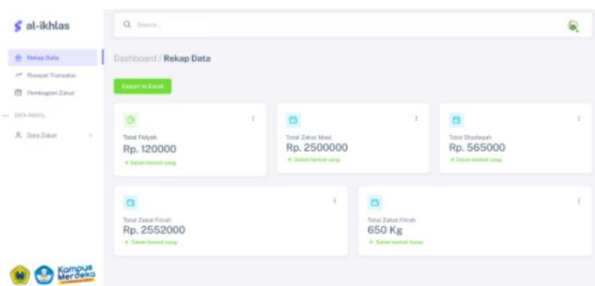 al-ikhlas
Search...
Rekap Data
Riwayat Transaksi
Pembagian Zakat
DATA PROFIL
Data Zakat
Dashboard / Rekap Data
Export to Excel
Total Fidyah
Rp. 120000
Dalam bentuk uang
Total Zakat Maal
Rp. 2500000
Dalam bentuk uang
Total Shodaqah
Rp. 565000
Dalam bentuk uang
Total Zakat Fitrah
Rp. 2552000
Dalam bentuk uang
Total Zakat Fitrah
650 Kg
Dalam bentuk beras
Kampus
Merdeka